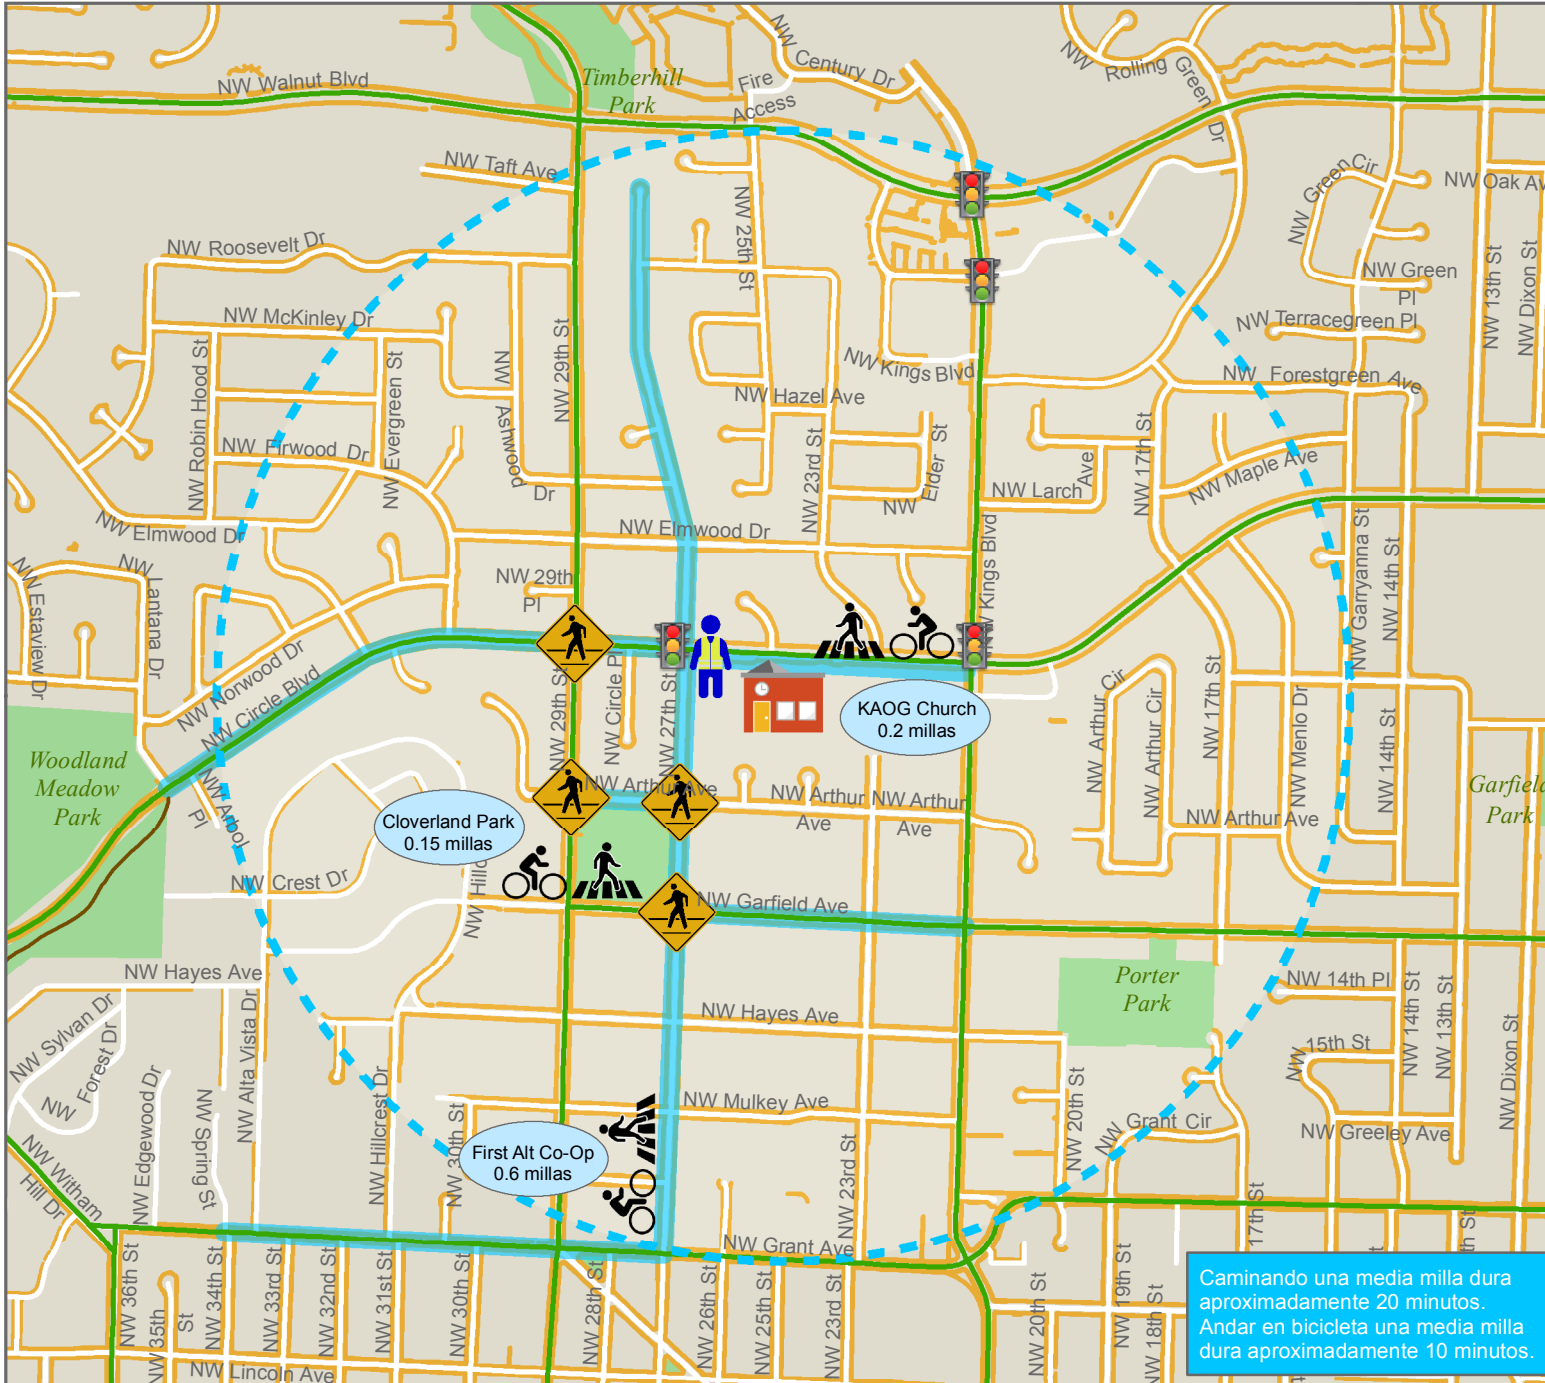 NW Century Dr
NW Rolling Green Dr
Timberhill
Park
Fire
Access
NW Walnut Blvd
NW Taft Ave
NW Green Cir
NW Oak Av
NW Roosevelt Dr
NW 25th St
NW 13th St
NW Dixon St
NW Green
Pl
NW McKinley Dr
NW Terracegreen Pl
NW Robin Hood St
NW Evergreen St
NW Ashwood Dr
NW 29th St
NW Kings Blvd
NW Forestgreen Ave
NW Hazel Ave
NW Firwood Dr
NW 23rd St
NW Elder St
NW Larch Ave
NW 17th St
NW Maple Ave
NW Elmwood Dr
NW Elmwood Dr
NW Kings Blvd
NW Garryanna St
NW 14th St
NW Estaview Dr
NW Lantana Dr
NW 29th
Pl
NW Norwood Dr
NW Circle Blvd
NW 29th St
NW Circle Pl
NW 27th St
KAOG Church
0.2 millas
NW Arthur Cir
NW Arthur Cir
NW 17th St
NW Menlo Dr
NW 14th St
Woodland
Meadow
Park
NW Arbol
Pl
NW Arthur Ave
NW Arthur
Ave
NW Arthur
Ave
NW Arthur Ave
Garfield
Park
Cloverland Park
0.15 millas
NW Crest Dr
NW Hillc
NW Garfield Ave
NW Hayes Ave
Porter
Park
NW 14th Pl
NW Sylvan Dr
NW Forest Dr
NW Alta Vista Dr
NW Hayes Ave
NW 14th St
NW 13th St
NW 15th St
NW Dixon St
NW Edgewood Dr
NW Spring St
NW Hillcrest Dr
NW 30th St
NW Mulkey Ave
NW 20th St
NW Grant Cir
NW Greeley Ave
First Alt Co-Op
0.6 millas
NW Witham
Hill Dr
NW 23rd St
17th St
NW Grant Ave
NW 36th St
NW 35th
St
NW 34th St
NW 33rd St
NW 32nd St
NW 31st St
NW 30th St
NW 28th St
NW 26th St
NW 25th St
NW 23rd St
NW 20th St
NW 19th St
NW 18th St
NW Lincoln Ave
Caminando una media milla dura
aproximadamente 20 minutos.
Andar en bicicleta una media milla
dura aproximadamente 10 minutos.